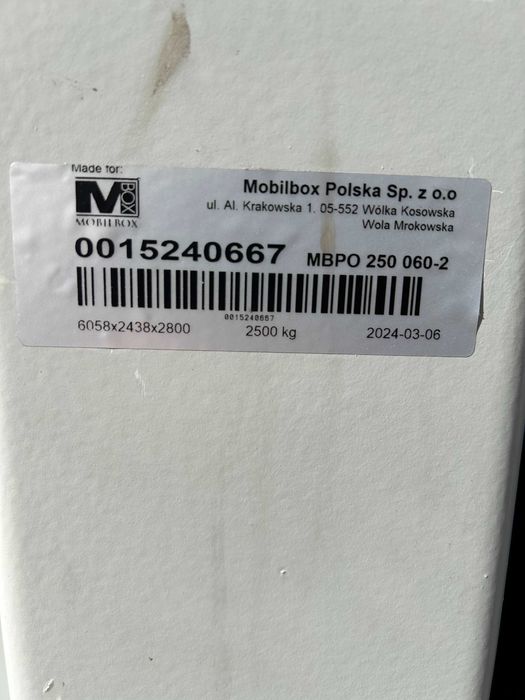 Made for:
M BOX
MOBILBOX
Mobilbox Polska Sp. z o.o
ul. Al. Krakowska 1. 05-552 Wólka Kosowska
Wola Mrokowska
0015240667 MBPO 250 060-2
0015240667
6058x2438x2800 2500 kg 2024-03-06